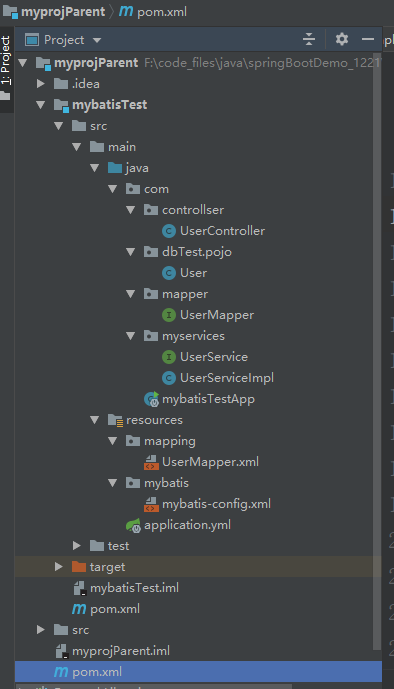 myprojParent
pom.xml
1: Project
Project
myprojParent F:\code_files\java\springBootDemo_1221
.idea
mybatisTest
src
main
java
com
controllser
UserController
dbTest.pojo
User
mapper
UserMapper
myservices
UserService
UserServiceImpl
mybatisTestApp
resources
mapping
UserMapper.xml
mybatis
mybatis-config.xml
application.yml
test
target
mybatisTest.iml
pom.xml
src
myprojParent.iml
pom.xml